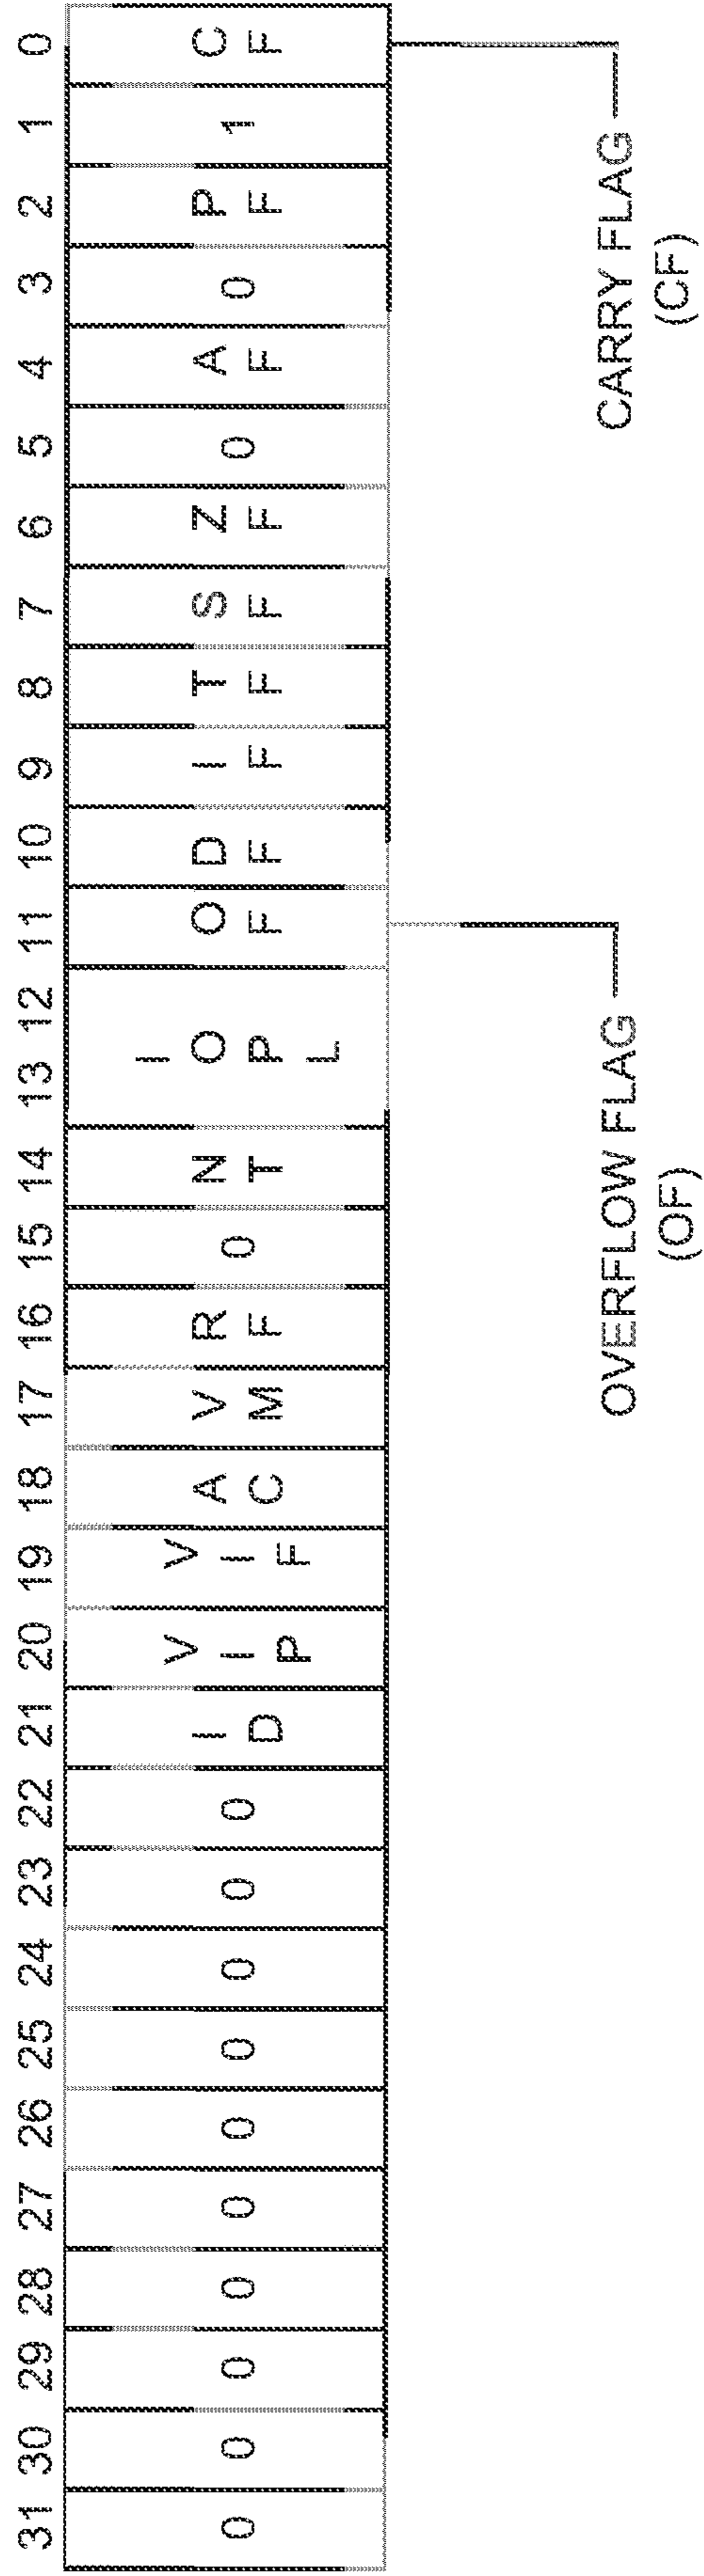 31 30 29 28 27 26 25 24 23 22 21 20 19 18 17 16 15 14 13 12 11 10 9 8 7 6 5 4 3 2 1 0
0 0 0 0 0 0 0 0 0 0 ID VIP VIF AC VM RF 0 NT IOPL OF DF IF TF SF ZF 0 AF 0 PF 1 CF
OVERFLOW FLAG
(OF)
CARRY FLAG
(CF)